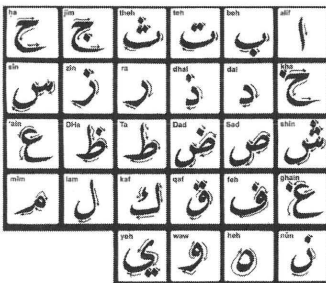 ha jim theh teh beh alif
ا ب ت ث ج ح
sin zin ra dhal dal kha
خ د ذ ر ز س
'ain DHa Ta Dad Sad shin
ش ص ض ط ظ ع
mim lam kaf qaf feh ghain
غ ف ق ك ل م
yeh waw heh nūn
ن ه و ي